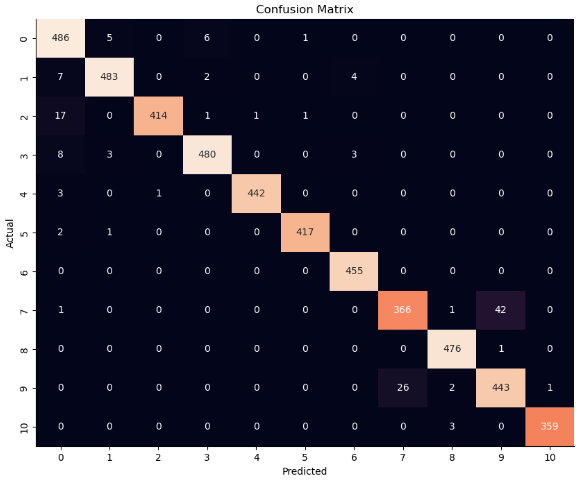 Confusion Matrix
0 486 5 0 6 0 1 0 0 0 0 0
1 7 483 0 2 0 0 4 0 0 0 0
2 17 0 414 1 1 1 0 0 0 0 0
3 8 3 0 480 0 0 3 0 0 0 0
4 3 0 1 0 442 0 0 0 0 0 0
5 2 1 0 0 0 417 0 0 0 0 0
6 0 0 0 0 0 0 455 0 0 0 0
7 1 0 0 0 0 0 0 366 1 42 0
8 0 0 0 0 0 0 0 0 476 1 0
9 0 0 0 0 0 0 0 26 2 443 1
10 0 0 0 0 0 0 0 0 3 0 359
0 1 2 3 4 5 6 7 8 9 10
Actual
Predicted